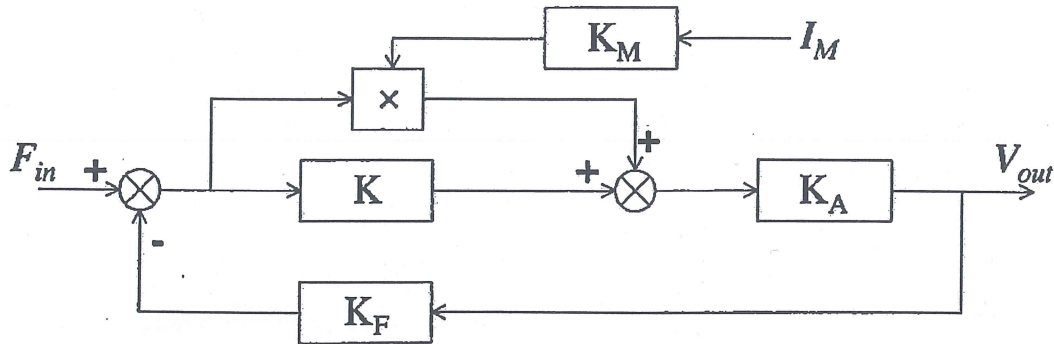 K_M
I_M
×
+
F_in
+
K
+
K_A
V_out
-
K_F